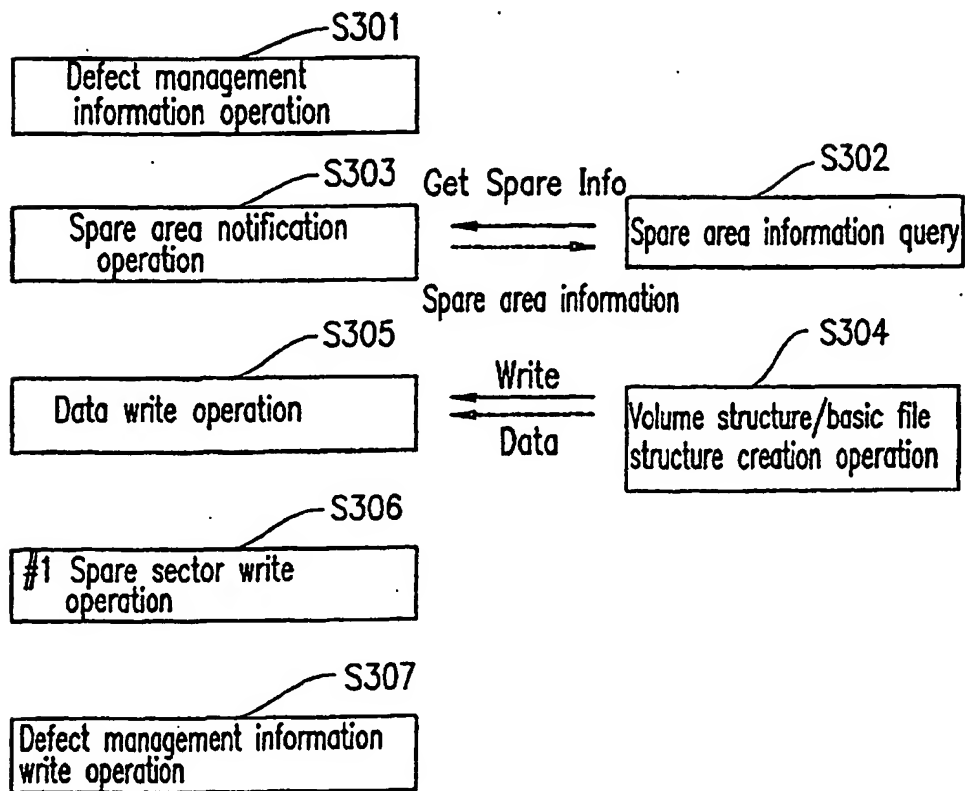 S301
Defect management
information operation
S303
Spare area notification
operation
Get Spare Info
Spare area information
S302
Spare area information query
S305
Data write operation
Write
Data
S304
Volume structure/basic file
structure creation operation
S306
#1 Spare sector write
operation
S307
Defect management information
write operation